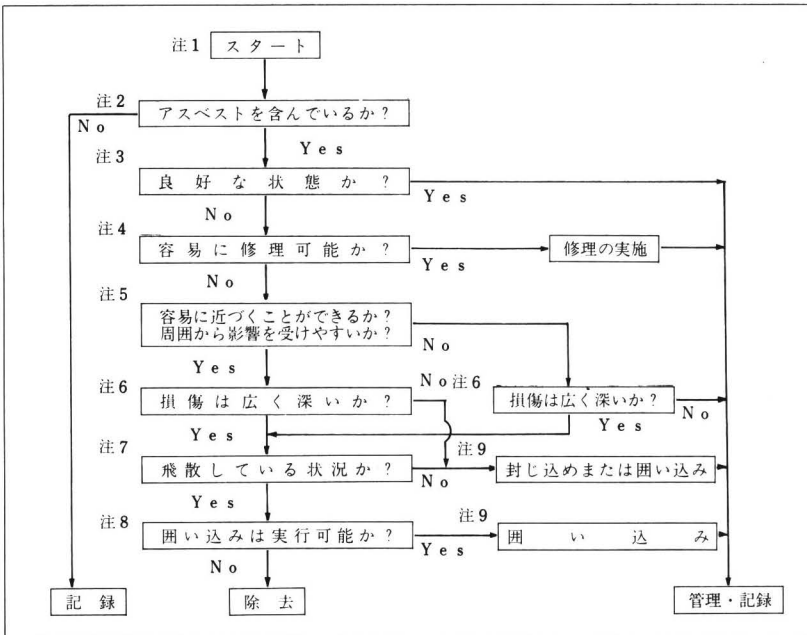 注1 スタート
注2 アスベストを含んでいるか?
No
Yes
注3
良好な状態か?
Yes
No
注4
容易に修理可能か?
修理の実施
Yes
No
注5
容易に近づくことができるか?
周囲から影響を受けやすいか?
No
Yes
注6 損傷は広く深いか?
No 注6 損傷は広く深いか?
No
Yes
Yes
注7 飛散している状況か?
No
注9 封じ込めまたは囲い込み
Yes
注8 囲い込みは実行可能か?
Yes
注9 囲い込み
No
記録
除去
管理・記録